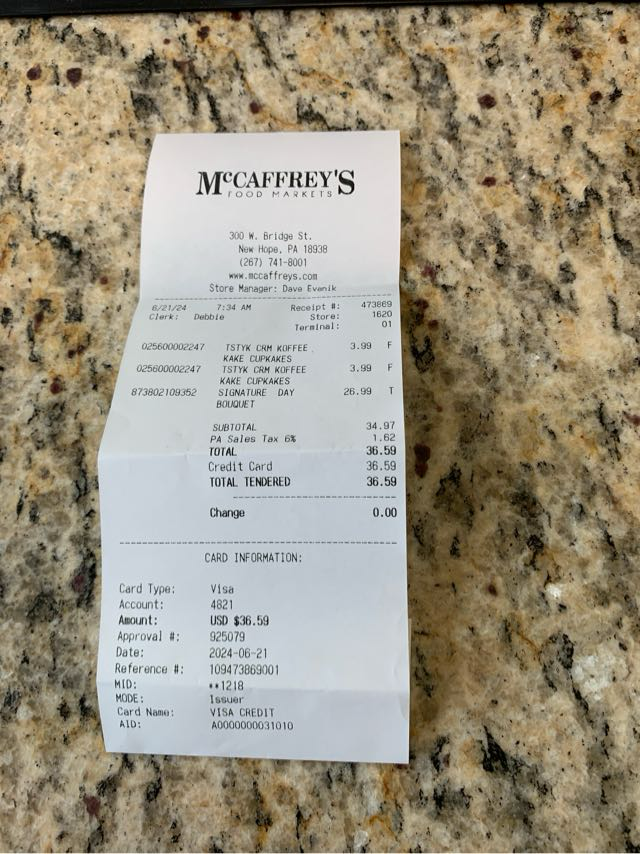 McCAFFREY'S
FOOD MARKETS
300 W. Bridge St.
New Hope, PA 18938
(267) 741-8001
www.mccaffreys.com
Store Manager: Dave Evenik
6/21/24 7:34 AM Receipt #: 473869
Clerk: Debbie Store: 1620
Terminal: 01
025600002247 TSTYK CRM KOFFEE 3.99 F
KAKE CUPKAKES
025600002247 TSTYK CRM KOFFEE 3.99 F
KAKE CUPKAKES
873802109352 SIGNATURE DAY 26.99 T
BOUQUET
SUBTOTAL 34.97
PA Sales Tax 6% 1.62
TOTAL 36.59
Credit Card 36.59
TOTAL TENDERED 36.59
Change 0.00
CARD INFORMATION:
Card Type: Visa
Account: 4821
Amount: USD $36.59
Approval #: 925079
Date: 2024-06-21
Reference #: 109473869001
MID: **1218
MODE: Issuer
Card Name: VISA CREDIT
AID: A0000000031010